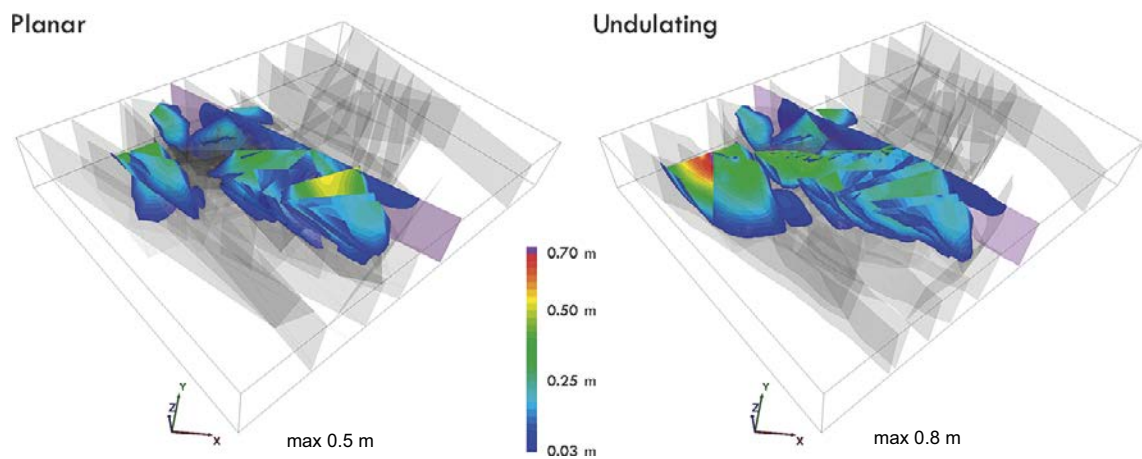 Planar
Undulating
0.70 m
0.50 m
0.25 m
0.03 m
Y
Z
X
max 0.5 m
Y
Z
X
max 0.8 m